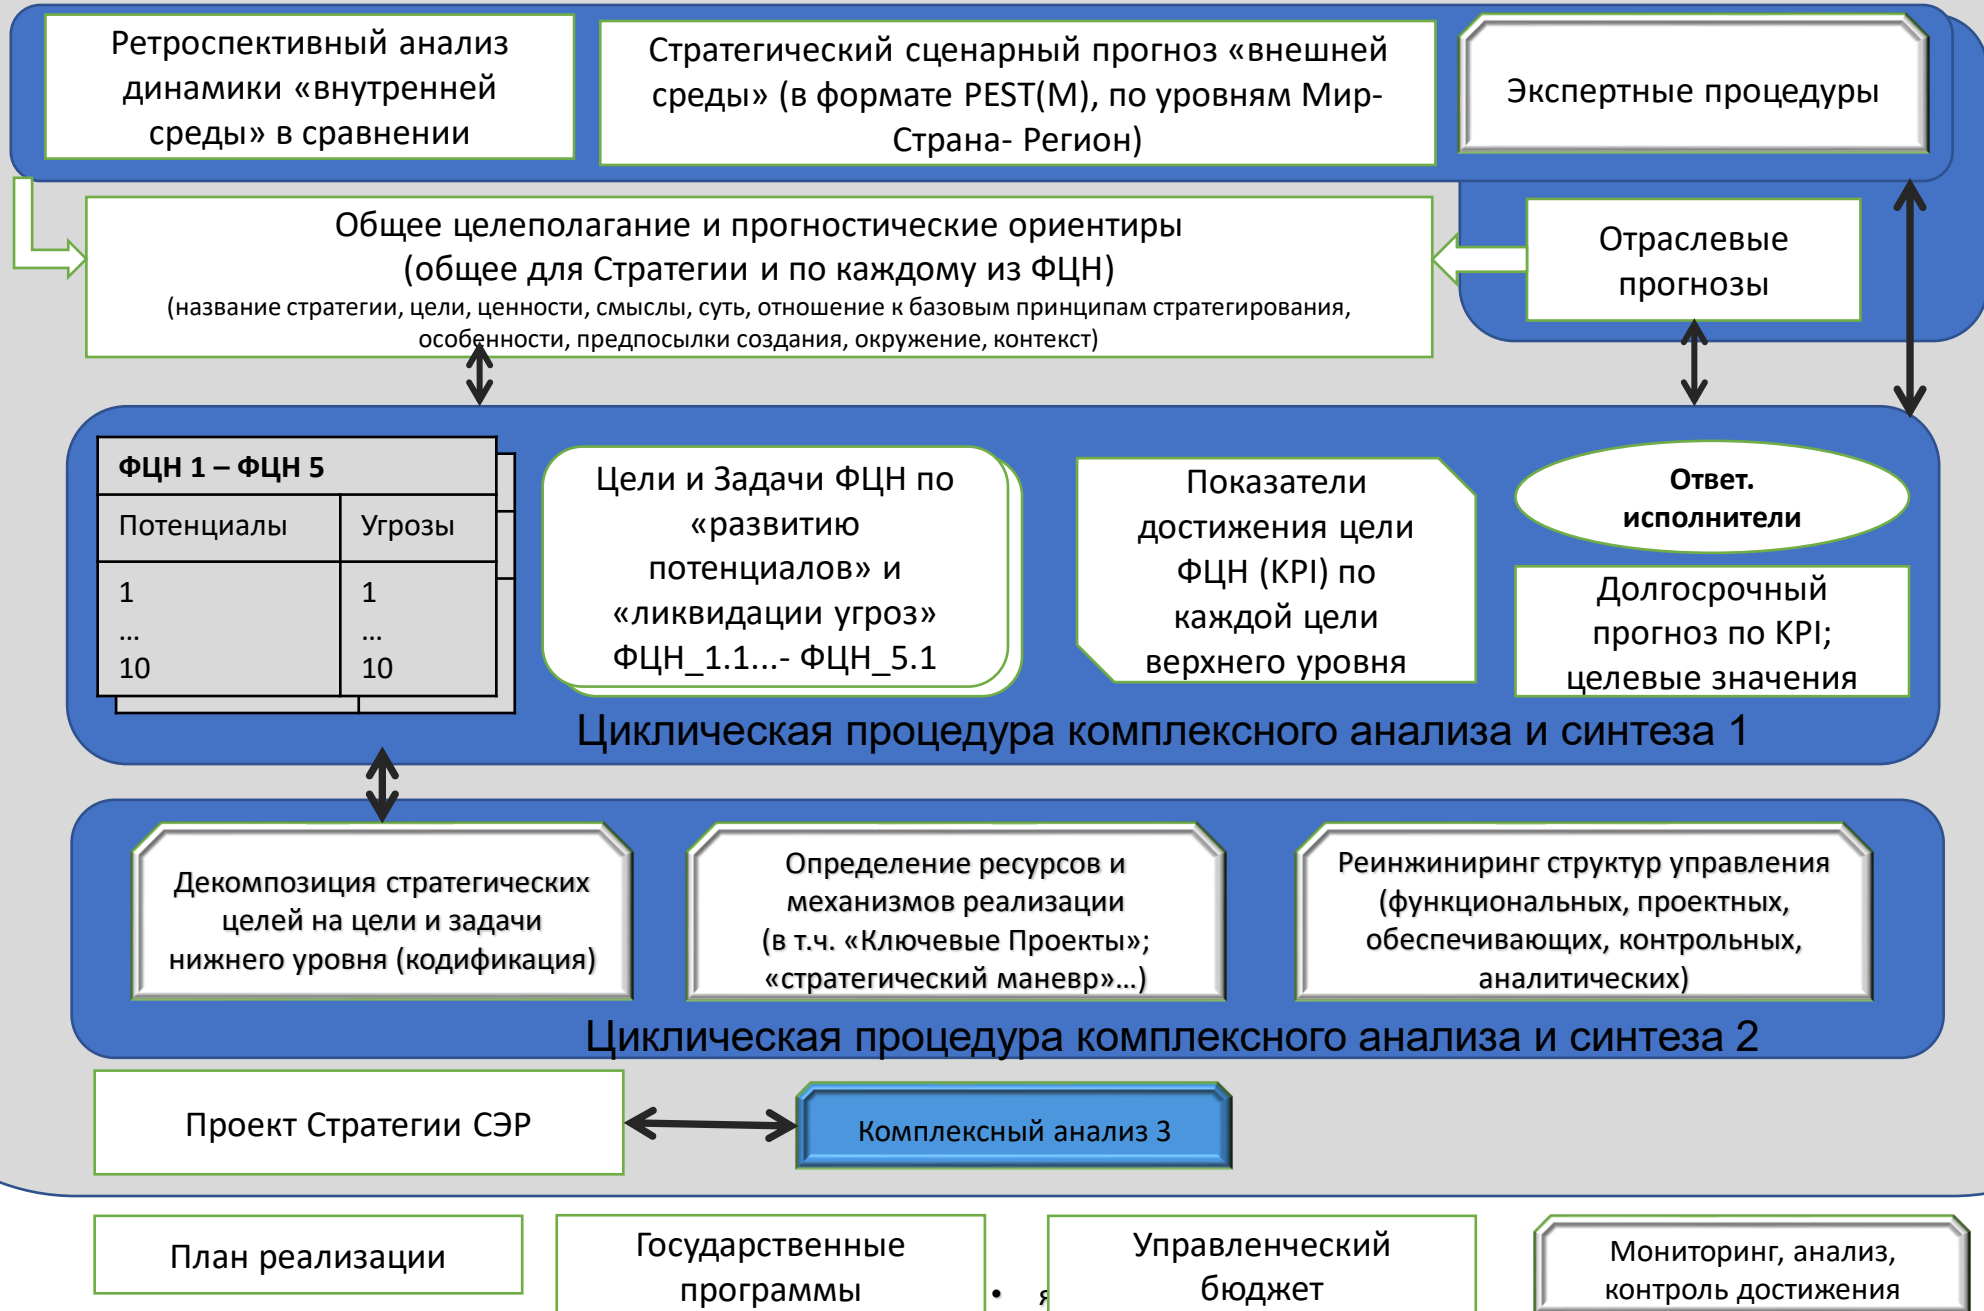 Ретроспективный анализ
динамики «внутренней
среды» в сравнении
Стратегический сценарный прогноз «внешней
среды» (в формате PEST(M), по уровням Мир-
Страна- Регион)
Экспертные процедуры
Общее целеполагание и прогностические ориентиры
(общее для Стратегии и по каждому из ФЦН)
(название стратегии, цели, ценности, смыслы, суть, отношение к базовым принципам стратегирования,
особенности, предпосылки создания, окружение, контекст)
Отраслевые
прогнозы
ФЦН 1 – ФЦН 5
Потенциалы
Угрозы
1
...
10
1
...
10
Цели и Задачи ФЦН по
«развитию
потенциалов» и
«ликвидации угроз»
ФЦН_1.1...- ФЦН_5.1
Показатели
достижения цели
ФЦН (KPI) по
каждой цели
верхнего уровня
Ответ.
исполнители
Долгосрочный
прогноз по KPI;
целевые значения
Циклическая процедура комплексного анализа и синтеза 1
Декомпозиция стратегических
целей на цели и задачи
нижнего уровня (кодификация)
Определение ресурсов и
механизмов реализации
(в т.ч. «Ключевые Проекты»;
«стратегический маневр»...)
Реинжиниринг структур управления
(функциональных, проектных,
обеспечивающих, контрольных,
аналитических)
Циклическая процедура комплексного анализа и синтеза 2
Проект Стратегии СЭР
Комплексный анализ 3
План реализации
Государственные
программы
Управленческий
бюджет
Мониторинг, анализ,
контроль достижения